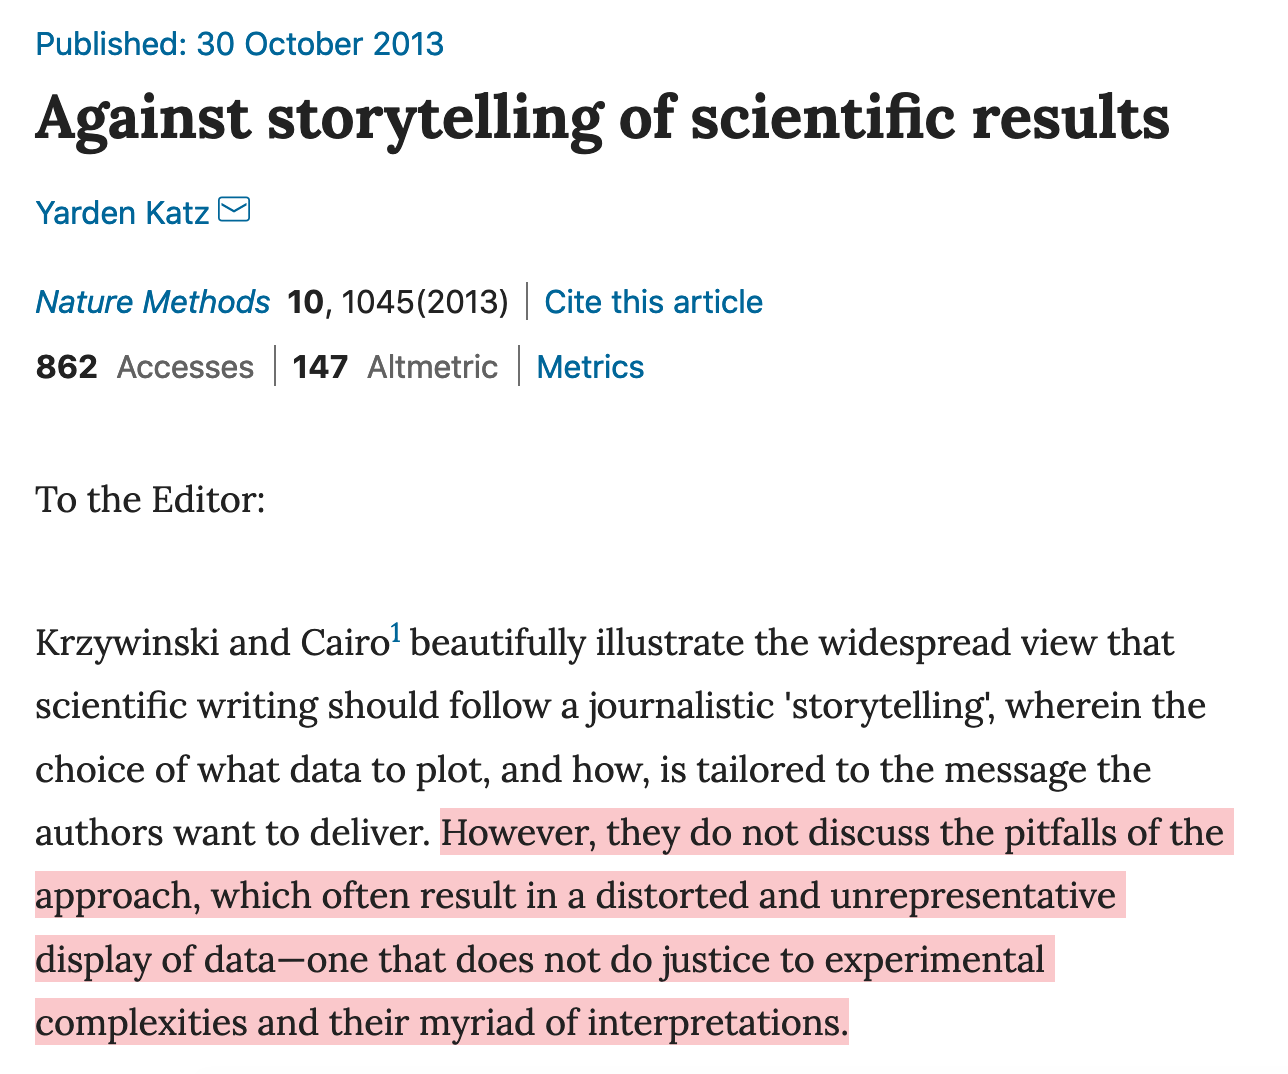 Published: 30 October 2013
Against storytelling of scientific results
Yarden Katz
Nature Methods 10, 1045(2013) | Cite this article
862 Accesses | 147 Altmetric | Metrics
To the Editor:
Krzywinski and Cairo1 beautifully illustrate the widespread view that
scientific writing should follow a journalistic 'storytelling', wherein the
choice of what data to plot, and how, is tailored to the message the
authors want to deliver. However, they do not discuss the pitfalls of the
approach, which often result in a distorted and unrepresentative
display of data—one that does not do justice to experimental
complexities and their myriad of interpretations.